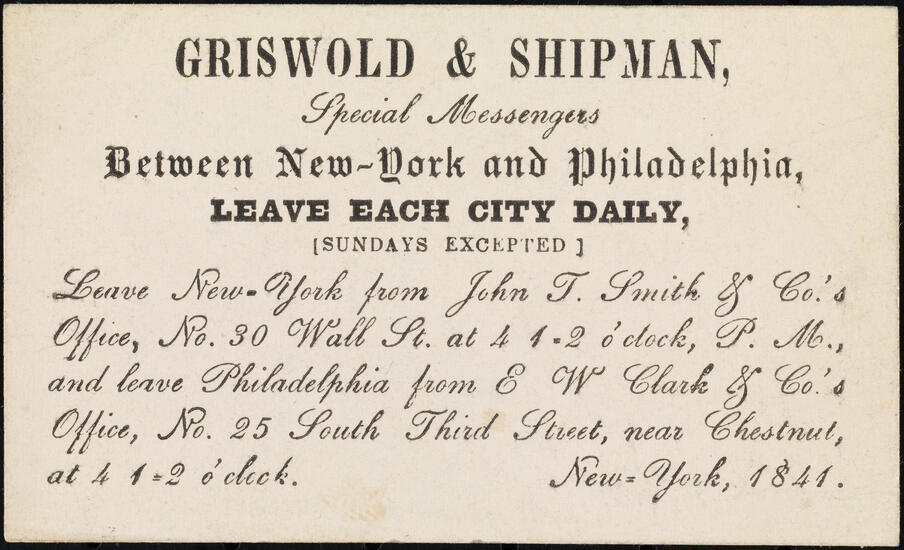 GRISWOLD & SHIPMAN,
Special Messengers
Between New-York and Philadelphia,
LEAVE EACH CITY DAILY,
[SUNDAYS EXCEPTED]
Leave New-York from John T. Smith & Co.'s
Office, No. 30 Wall St. at 4 1-2 o'clock, P. M.,
and leave Philadelphia from E W Clark & Co.'s
Office, No. 25 South Third Street, near Chestnut,
at 4 1-2 o'clock. New-York, 1841.